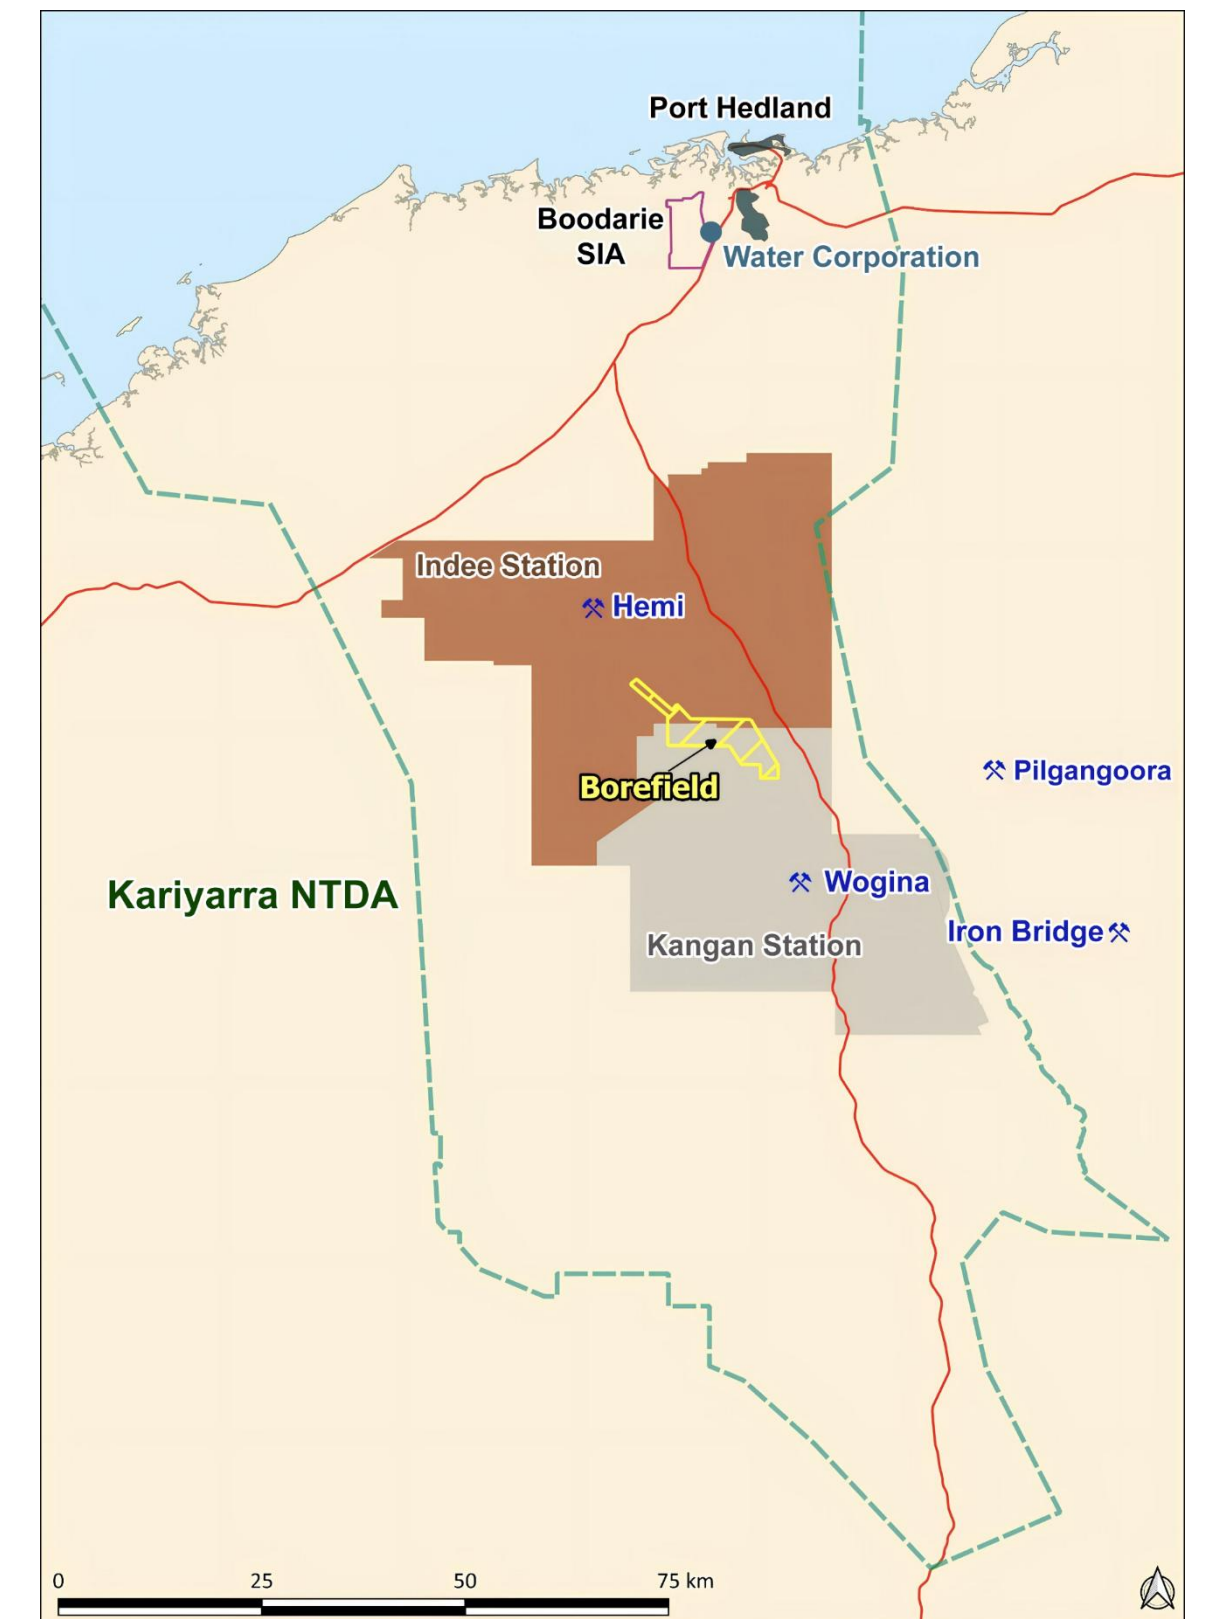 Port Hedland
Boodarie
SIA
Water Corporation
Indee Station
Hemi
Pilgangoora
Borefield
Wogina
Kariyarra NTDA
Iron Bridge
Kangan Station
0 25 50 75 km